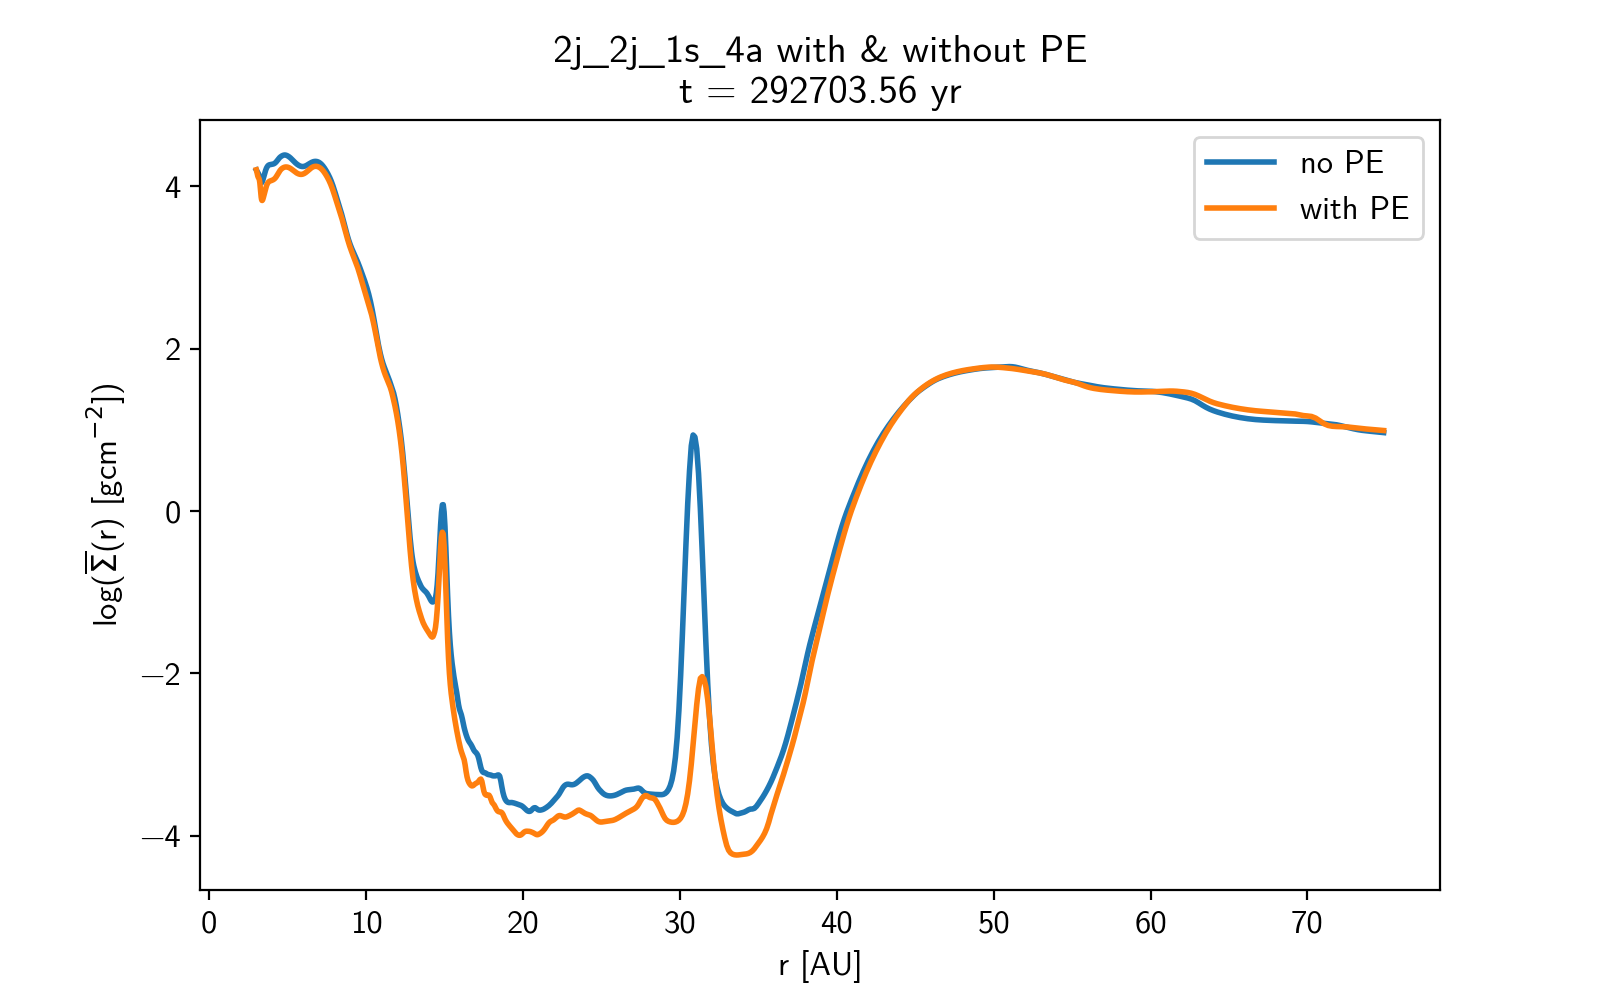 2j_2j_1s_4a with & without PE
t = 292703.56 yr
no PE
with PE
4
2
0
−2
−4
log(Σ̅(r) [gcm⁻²])
0 10 20 30 40 50 60 70
r [AU]